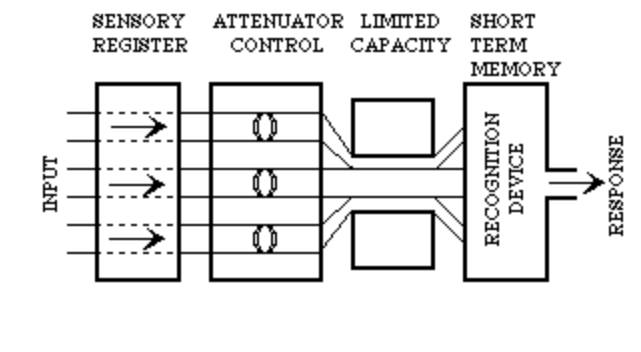 SENSORY
REGISTER
ATTENUATOR
CONTROL
LIMITED
CAPACITY
SHORT
TERM
MEMORY
INPUT
RECOGNITION
DEVICE
RESPONSE